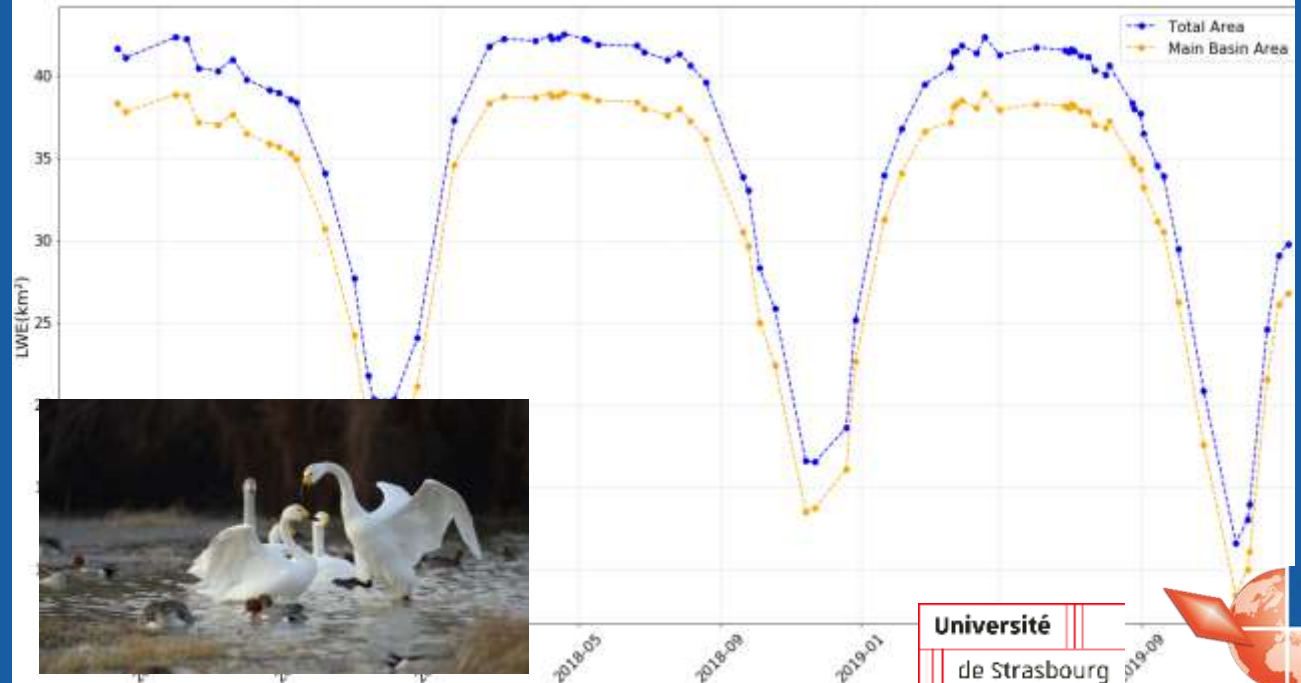 Total Area
Main Basin Area
40
35
30
25
LWE(km²)
2018-05
2018-09
2019-01
2019-09
Université
de Strasbourg